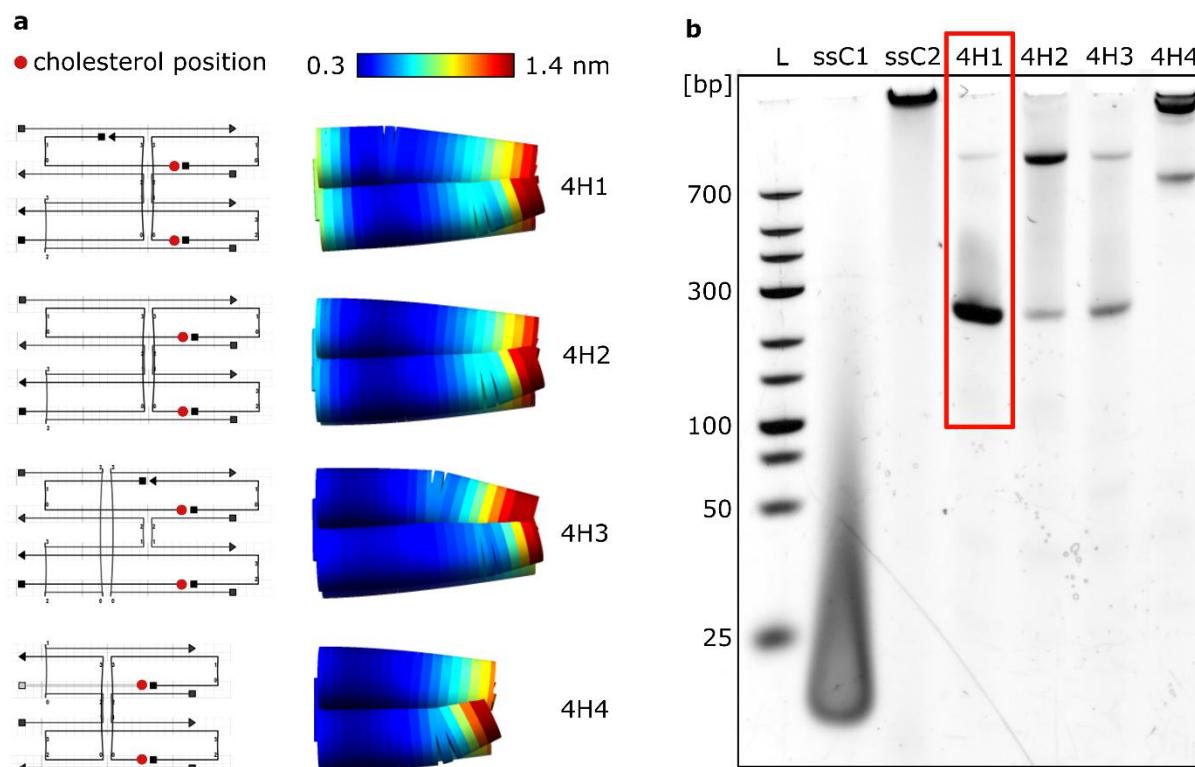 a
cholesterol position
0.3 1.4 nm
4H1
4H2
4H3
4H4
b
L ssC1 ssC2 4H1 4H2 4H3 4H4
[bp]
700
300
100
50
25